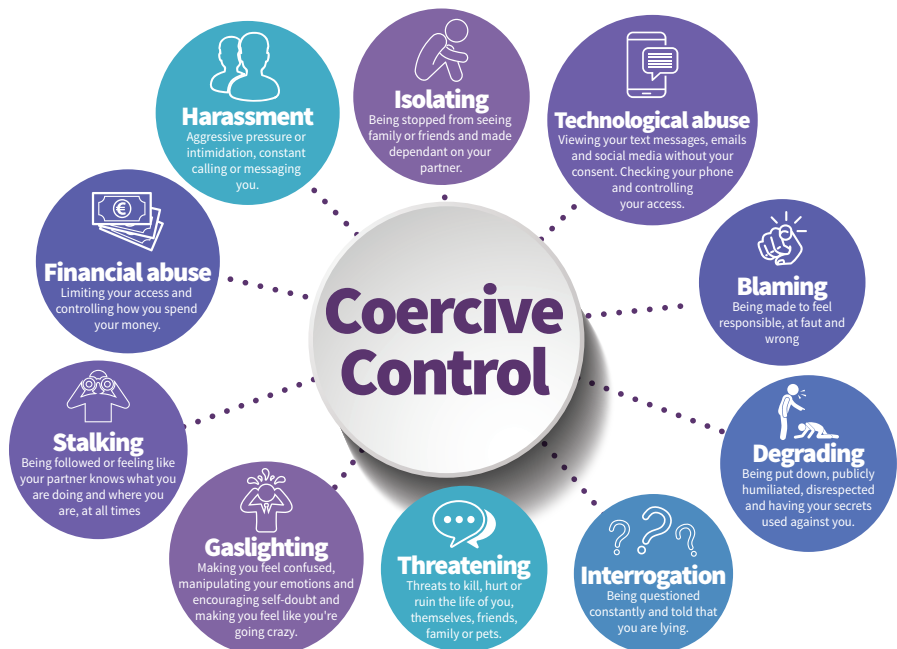 Harassment
Aggressive pressure or
intimidation, constant
calling or messaging
you.
Isolating
Being stopped from seeing
family or friends and made
dependant on your
partner.
Technological abuse
Viewing your text messages, emails
and social media without your
consent. Checking your phone
and controlling
your access.
Financial abuse
Limiting your access and
controlling how you spend
your money.
Blaming
Being made to feel
responsible, at faut and
wrong
Coercive
Control
Stalking
Being followed or feeling like
your partner knows what you
are doing and where you
are, at all times
Degrading
Being put down, publicly
humiliated, disrespected
and having your secrets
used against you.
Gaslighting
Making you feel confused,
manipulating your emotions and
encouraging self-doubt and
making you feel like you're
going crazy.
Threatening
Threats to kill, hurt or
ruin the life of you,
themselves, friends,
family or pets.
Interrogation
Being questioned
constantly and told that
you are lying.